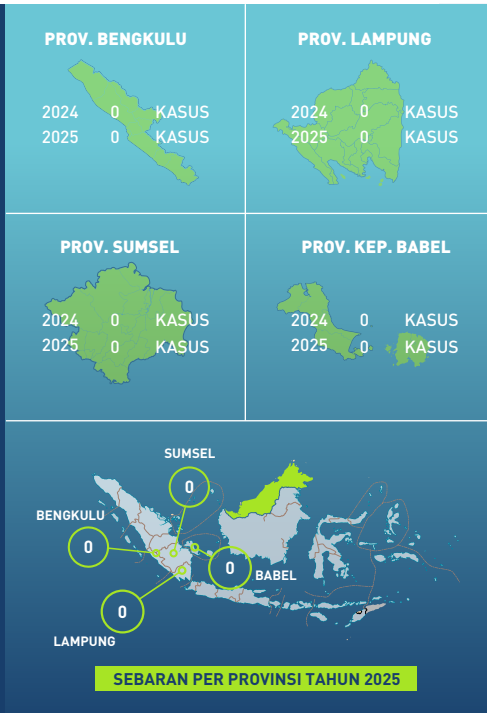 PROV. BENGKULU
2024 0 KASUS
2025 0 KASUS
PROV. LAMPUNG
2024 0 KASUS
2025 0 KASUS
PROV. SUMSEL
2024 0 KASUS
2025 0 KASUS
PROV. KEP. BABEL
2024 0 KASUS
2025 0 KASUS
SUMSEL
0
BENGKULU
0
0
BABEL
0
LAMPUNG
SEBARAN PER PROVINSI TAHUN 2025